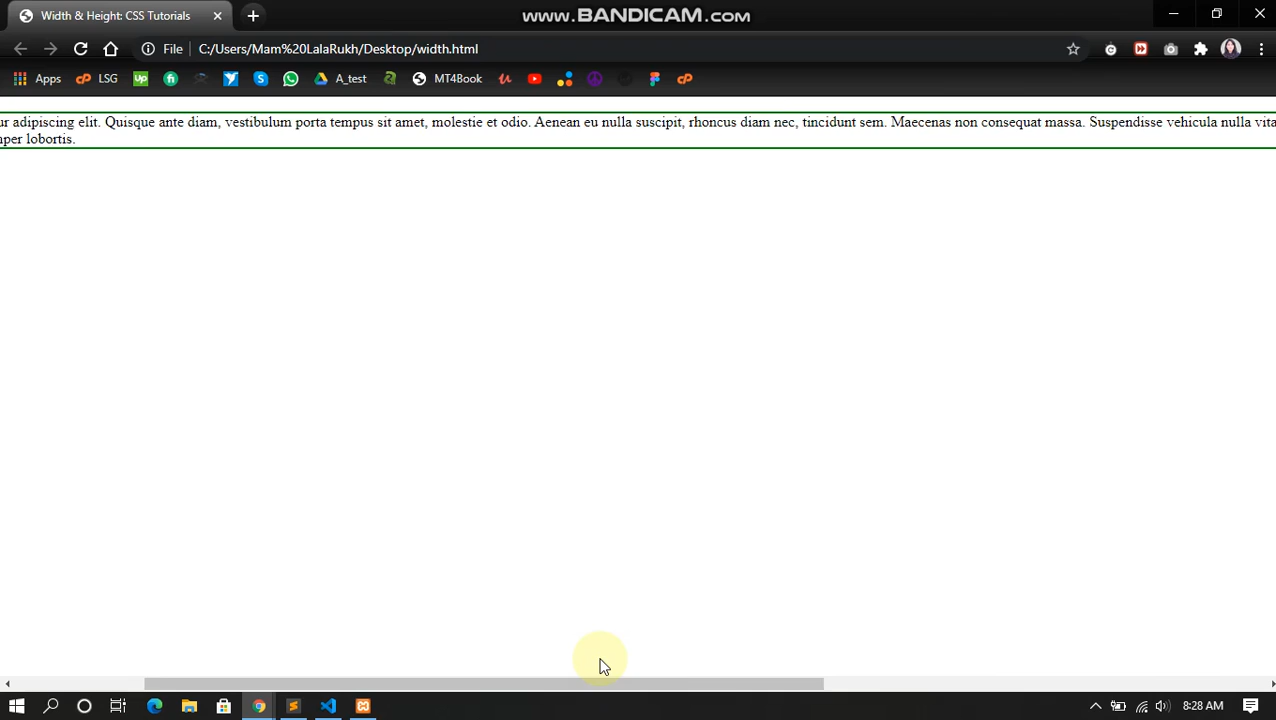 Width & Height: CSS Tutorials
www.BANDICAM.com
File
C:/Users/Mam%20LalaRukh/Desktop/width.html
Apps
LSG
A_test
MT4Book
ur adipiscing elit. Quisque ante diam, vestibulum porta tempus sit amet, molestie et odio. Aenean eu nulla suscipit, rhoncus diam nec, tincidunt sem. Maecenas non consequat massa. Suspendisse vehicula nulla vita
nper lobortis.
8:28 AM